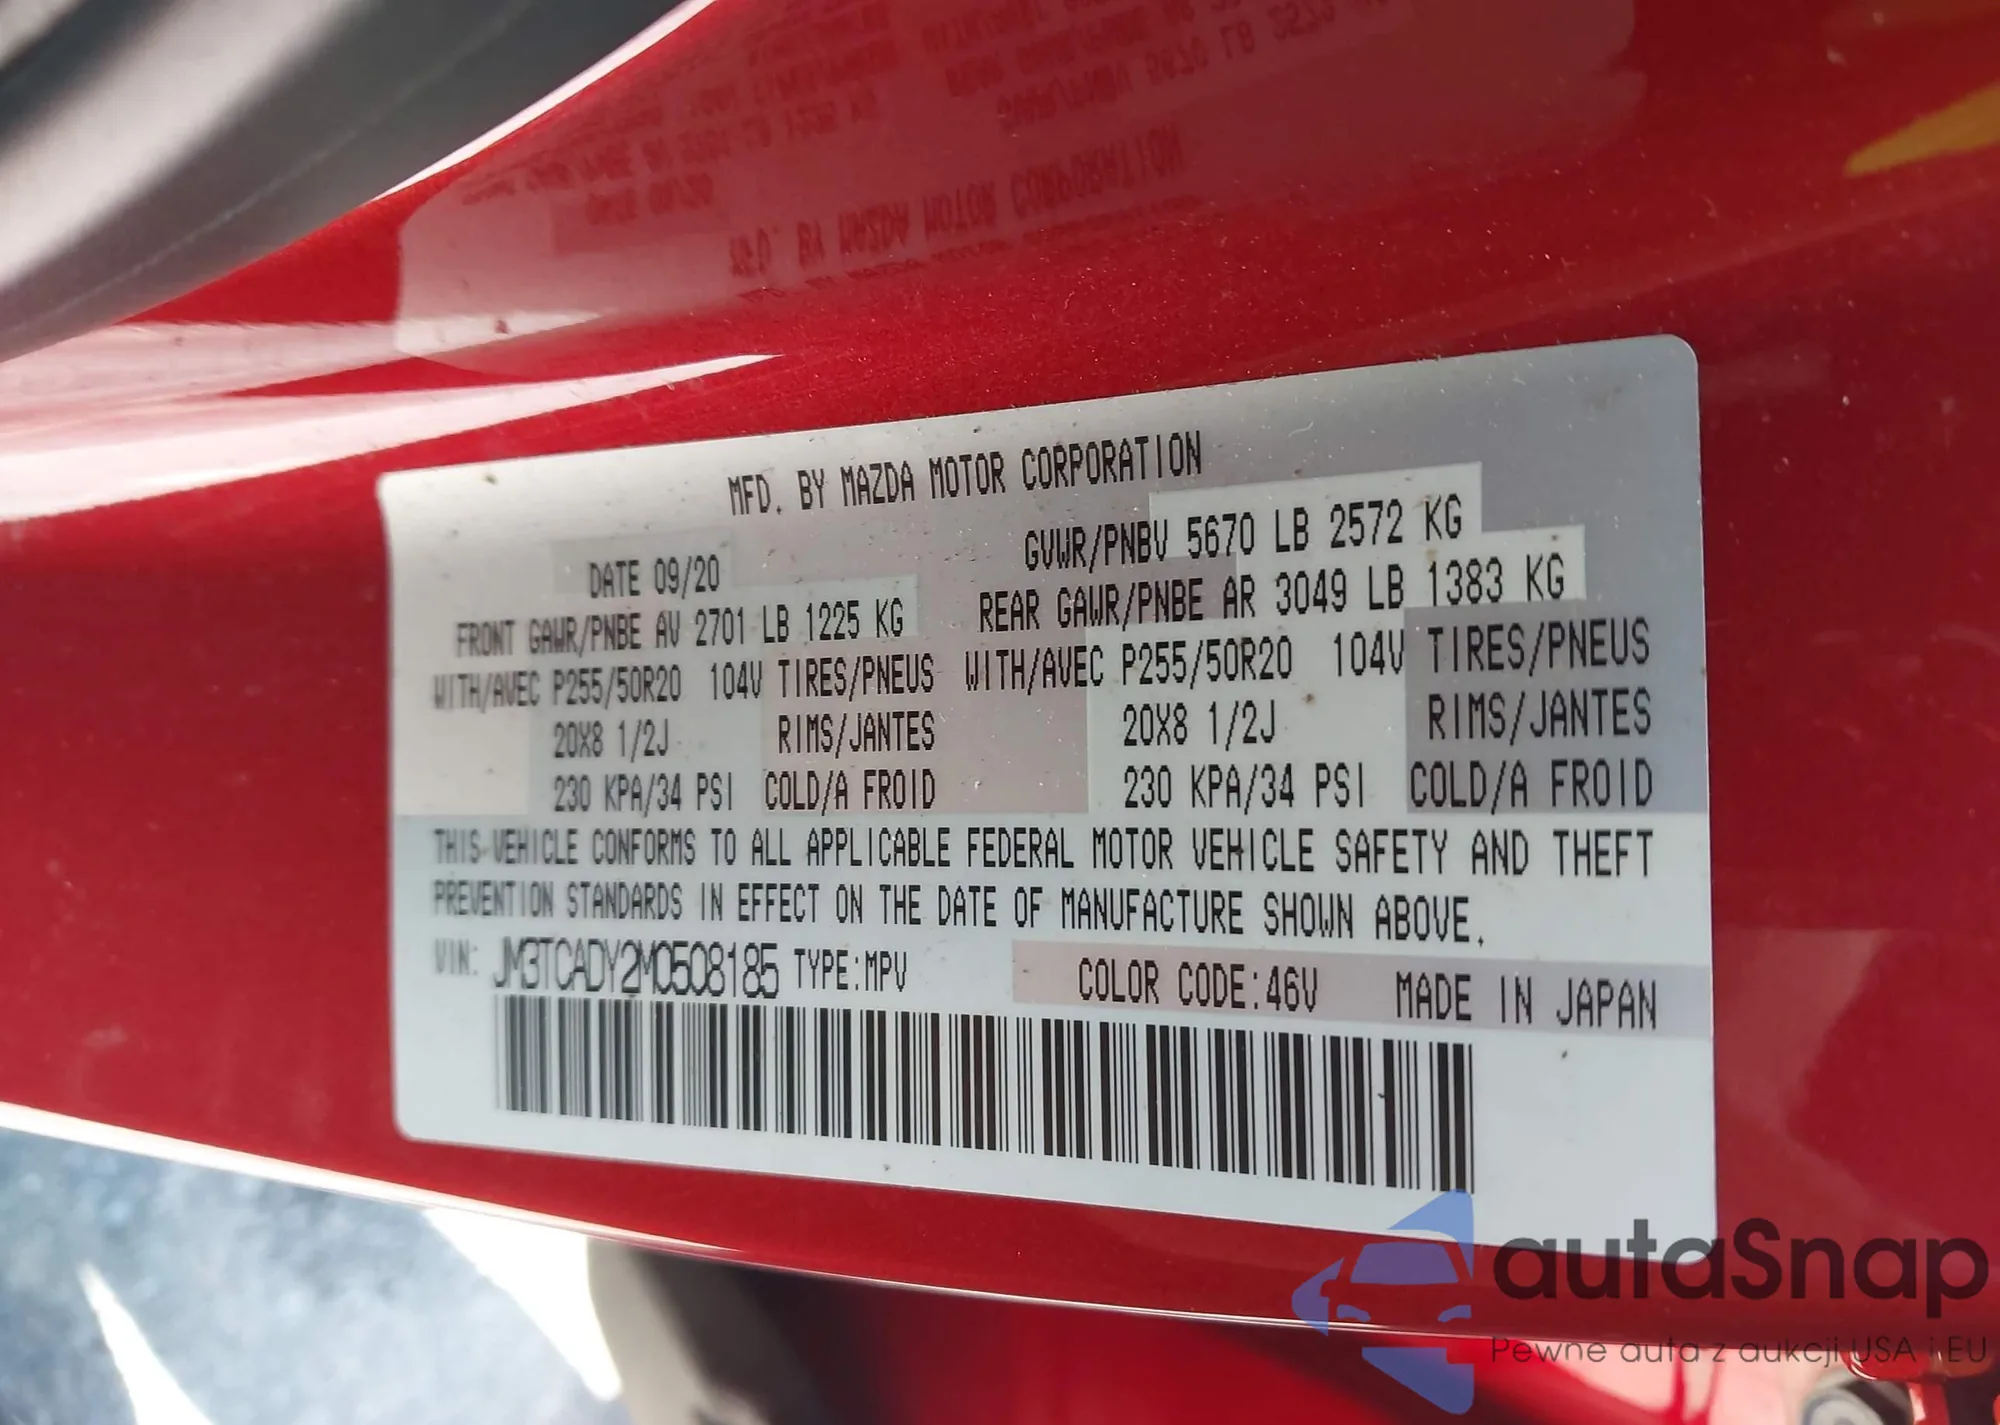 MFD. BY MAZDA MOTOR CORPORATION
DATE 09/20 GVWR/PNBV 5670 LB 2572 KG
FRONT GAWR/PNBE AV 2701 LB 1225 KG REAR GAWR/PNBE AR 3049 LB 1383 KG
WITH/AVEC P255/50R20 104V TIRES/PNEUS WITH/AVEC P255/50R20 104V TIRES/PNEUS
20X8 1/2J RIMS/JANTES 20X8 1/2J RIMS/JANTES
230 KPA/34 PSI COLD/A FROID 230 KPA/34 PSI COLD/A FROID
THIS VEHICLE CONFORMS TO ALL APPLICABLE FEDERAL MOTOR VEHICLE SAFETY AND THEFT
PREVENTION STANDARDS IN EFFECT ON THE DATE OF MANUFACTURE SHOWN ABOVE.
VIN: JM3TCADY2M0508185 TYPE:MPV COLOR CODE:46V MADE IN JAPAN
autaSnap
Pewne auta z aukcji USA i EU